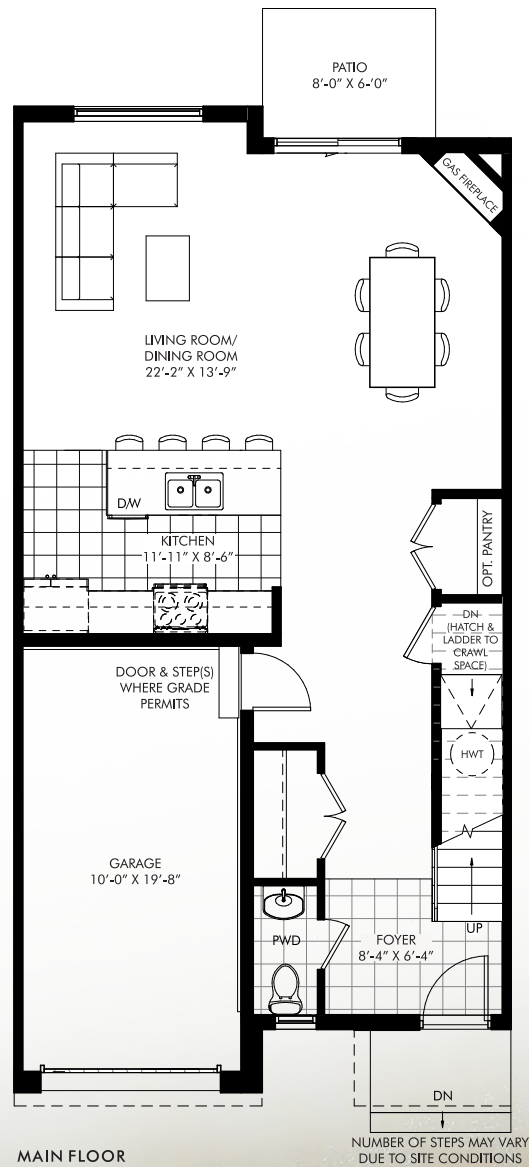 PATIO
8'-0" X 6-'0"
GAS FIREPLACE
LIVING ROOM/
DINING ROOM
22'-2" X 13'-9"
D/W
KITCHEN
11'-11" X 8'-6"
OPT. PANTRY
DN
(HATCH &
LADDER TO
CRAWL
SPACE)
DOOR & STEP(S)
WHERE GRADE
PERMITS
HWT
GARAGE
10'-0" X 19'-8"
UP
PWD
FOYER
8'-4" X 6'-4"
DN
MAIN FLOOR
NUMBER OF STEPS MAY VARY
DUE TO SITE CONDITIONS